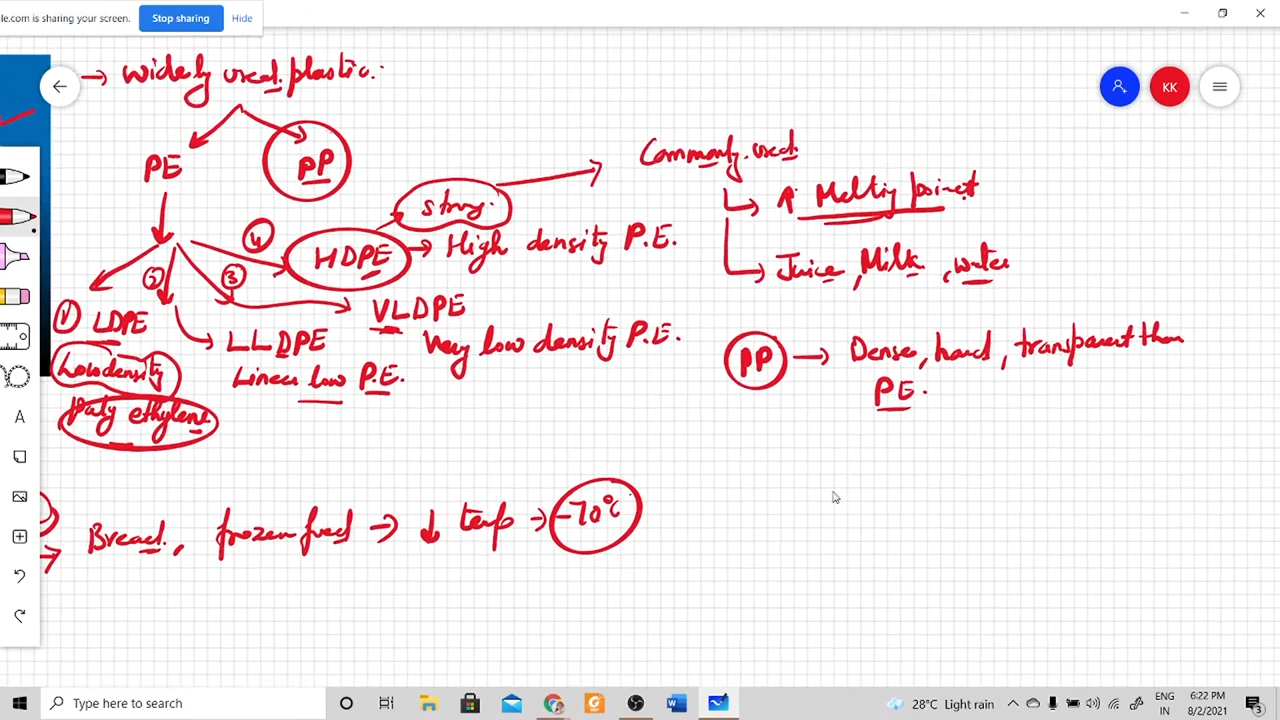 le.com is sharing your screen.
Stop sharing
Hide
→ widely used plastic.
PE
PP
Commonly used
↑ Melting point
Juice, Milk, water
strong.
HDPE → High density P.E.
4
2
3
1
LDPE
Low density
Poly ethylene
LLDPE
Linear low P.E.
VLDPE
Very low density P.E.
PP → Dense, hard, transparent than
PE.
Bread, frozen food → ↓ temp → -70°C
KK
A
Type here to search
28°C Light rain
ENG
IN
6:22 PM
8/2/2021
3